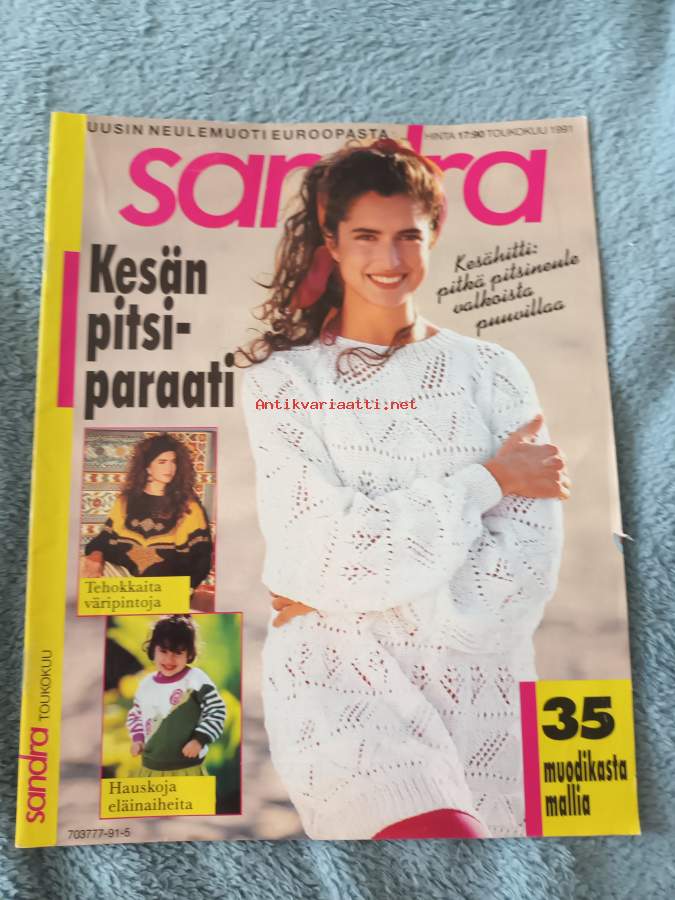 UUSIN NEULEMUOTI EUROOPASTA HINTA 17:90 TOUKOKUU 1991
sandra
Kesän
pitsi-
paraati
Kesähitti:
pitkä pitsineule
valkoista
puuvillaa
Antikvariaatti.net
Tehokkaita
väripintoja
Hauskoja
eläinaiheita
35
muodikasta
mallia
sandra TOUKOKUU
703777-91-5